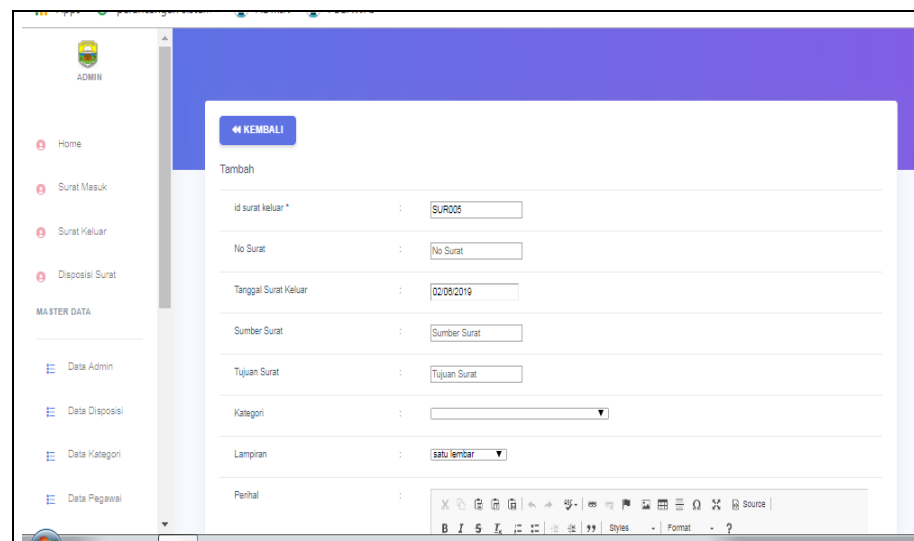 ADMIN
Home
Surat Masuk
Surat Keluar
Disposisi Surat
MASTER DATA
Data Admin
Data Disposisi
Data Kategori
Data Pegawai
KEMBALI
Tambah
id surat keluar * : SUR005
No Surat : No Surat
Tanggal Surat Keluar : 02/06/2019
Sumber Surat : Sumber Surat
Tujuan Surat : Tujuan Surat
Kategori :
Lampiran : satu lembar
Perihal :
Source
B I S Ix Styles Format ?